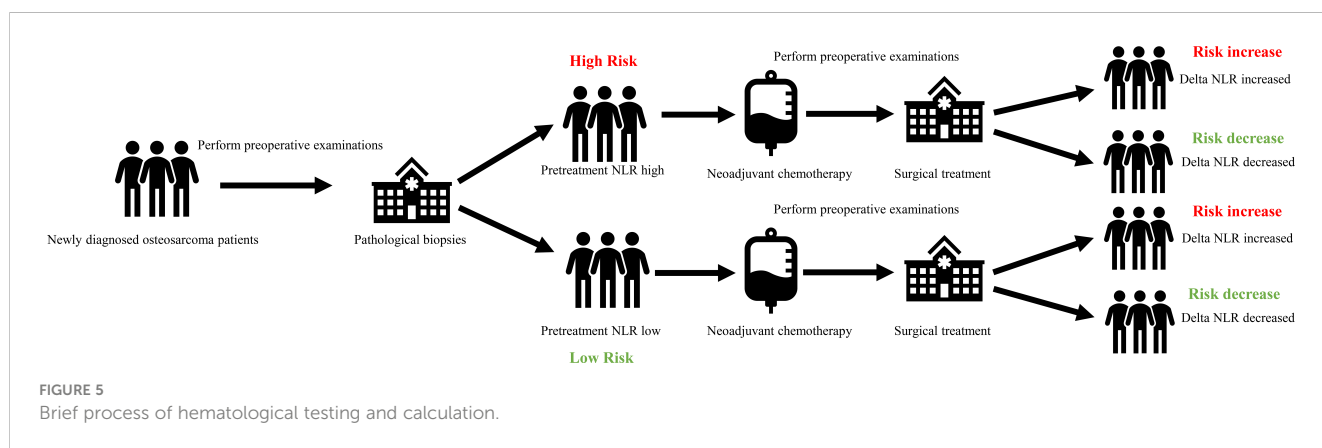 High Risk
Perform preoperative examinations
Risk increase
Delta NLR increased
Perform preoperative examinations
Risk decrease
Delta NLR decreased
Pretreatment NLR high
Neoadjuvant chemotherapy
Surgical treatment
Perform preoperative examinations
Risk increase
Delta NLR increased
Newly diagnosed osteosarcoma patients
Pathological biopsies
Risk decrease
Delta NLR decreased
Pretreatment NLR low
Neoadjuvant chemotherapy
Surgical treatment
Low Risk
FIGURE 5
Brief process of hematological testing and calculation.